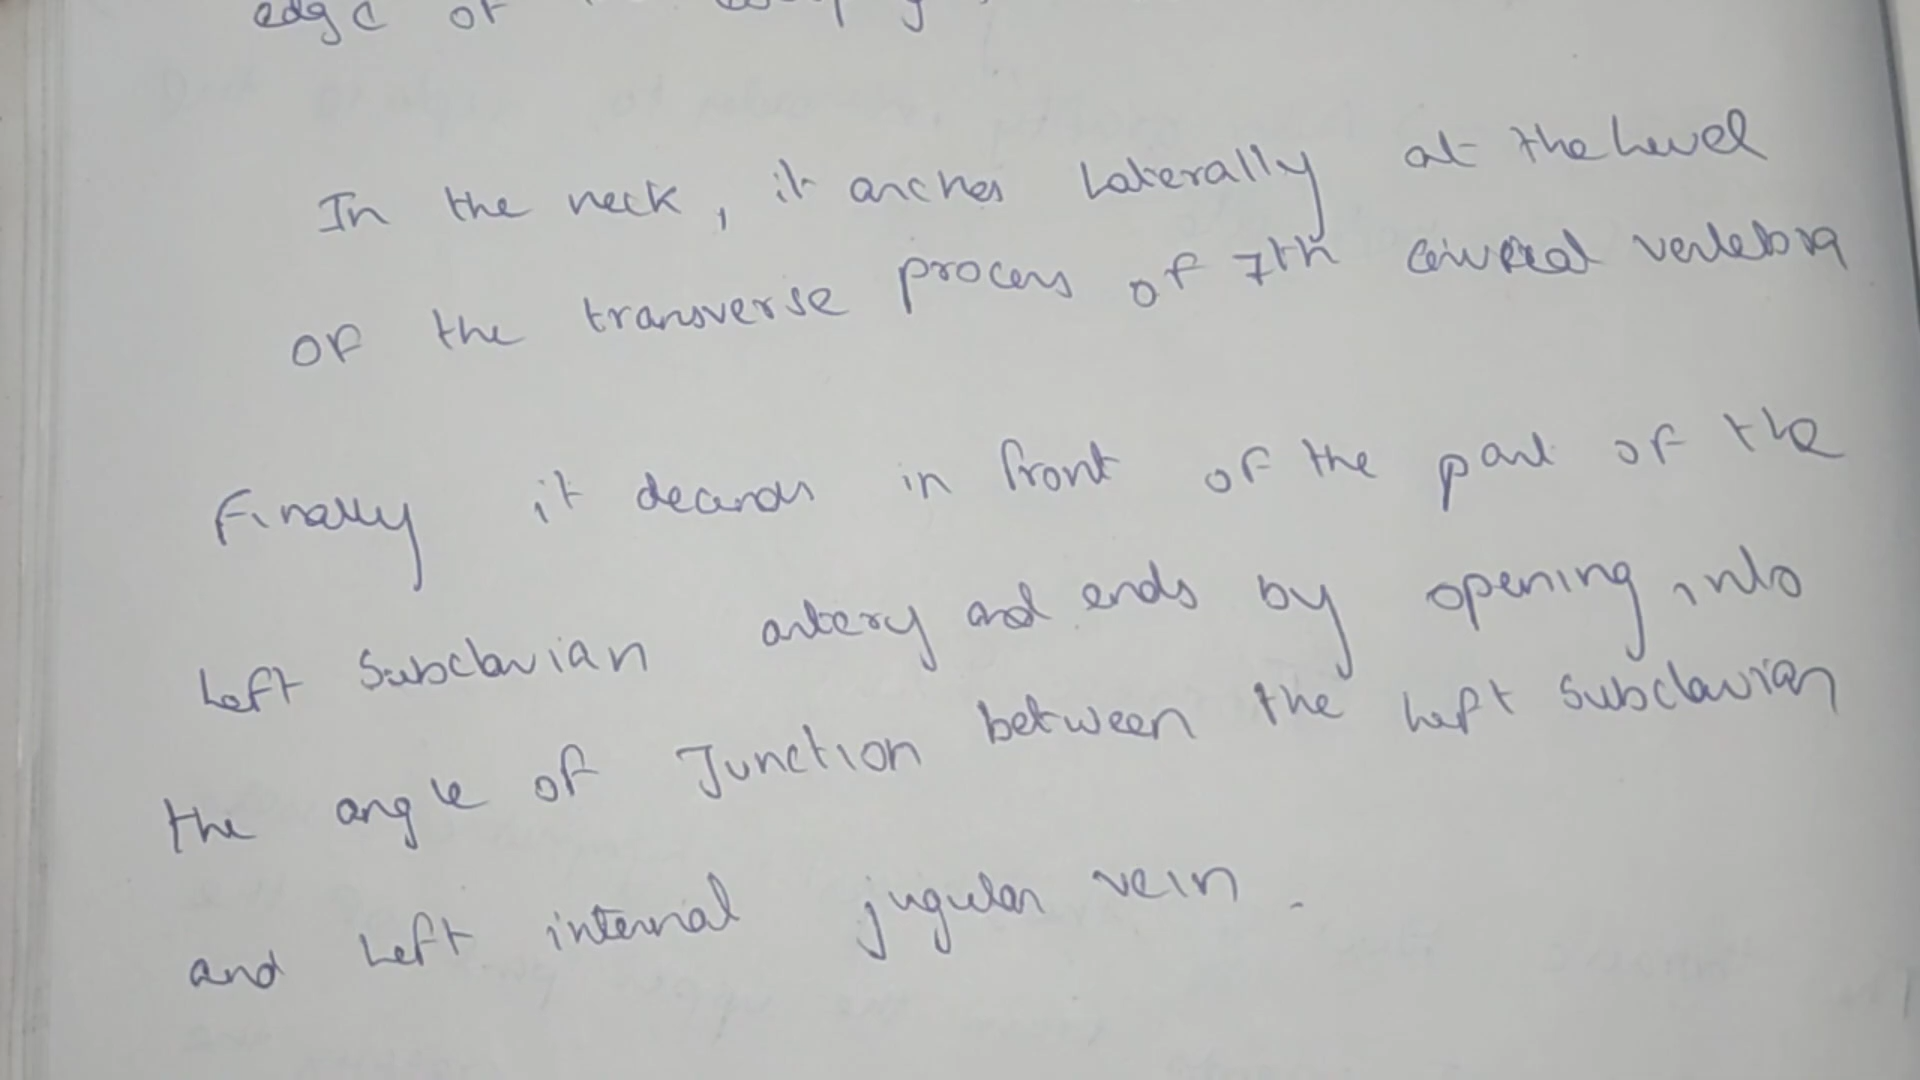 edge of
In the neck, it arches laterally at the level
of the transverse process of 7th cervical vertebra
Finally it descends in front of the part of the
left subclavian artery and ends by opening into
the angle of Junction between the left subclavian
and left internal jugular vein.